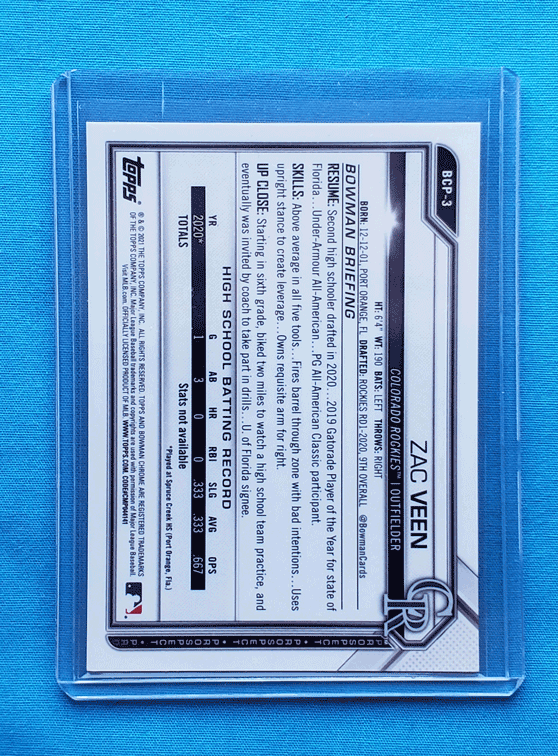 BCP-3
ZAC VEEN
COLORADO ROCKIES™ | OUTFIELDER
HT: 6'4" WT: 190 BATS: LEFT THROWS: RIGHT
BORN: 12-12-01, PORT ORANGE, FL DRAFTED: ROCKIES RD1-2020, 9TH OVERALL @BowmanCards
BOWMAN BRIEFING
RESUME: Second high schooler drafted in 2020...2019 Gatorade Player of the Year for state of
Florida...Under-Armour All-American...PG All-American Classic participant.
SKILLS: Above average in all five tools...Fires barrel through zone with bad intentions...Uses
upright stance to create leverage...Owns requisite arm for right.
UP CLOSE: Starting in sixth grade, biked two miles to watch a high school team practice, and
eventually was invited by coach to take part in drills...U. of Florida signee.
HIGH SCHOOL BATTING RECORD
YR G AB HR RBI SLG AVG OPS
2020* 1 3 0 0 .333 .333 .667
TOTALS Stats not available
*Played at Spruce Creek HS (Port Orange, Fla.)
topps
® & © 2021 THE TOPPS COMPANY, INC. ALL RIGHTS RESERVED. TOPPS AND BOWMAN CHROME ARE REGISTERED TRADEMARKS
OF THE TOPPS COMPANY, INC. Major League Baseball trademarks and copyrights are used with permission of Major League Baseball.
Visit MLB.com. OFFICIALLY LICENSED PRODUCT OF MLB. WWW.TOPPS.COM. CODE#CMP084141
CR
PROSPECT